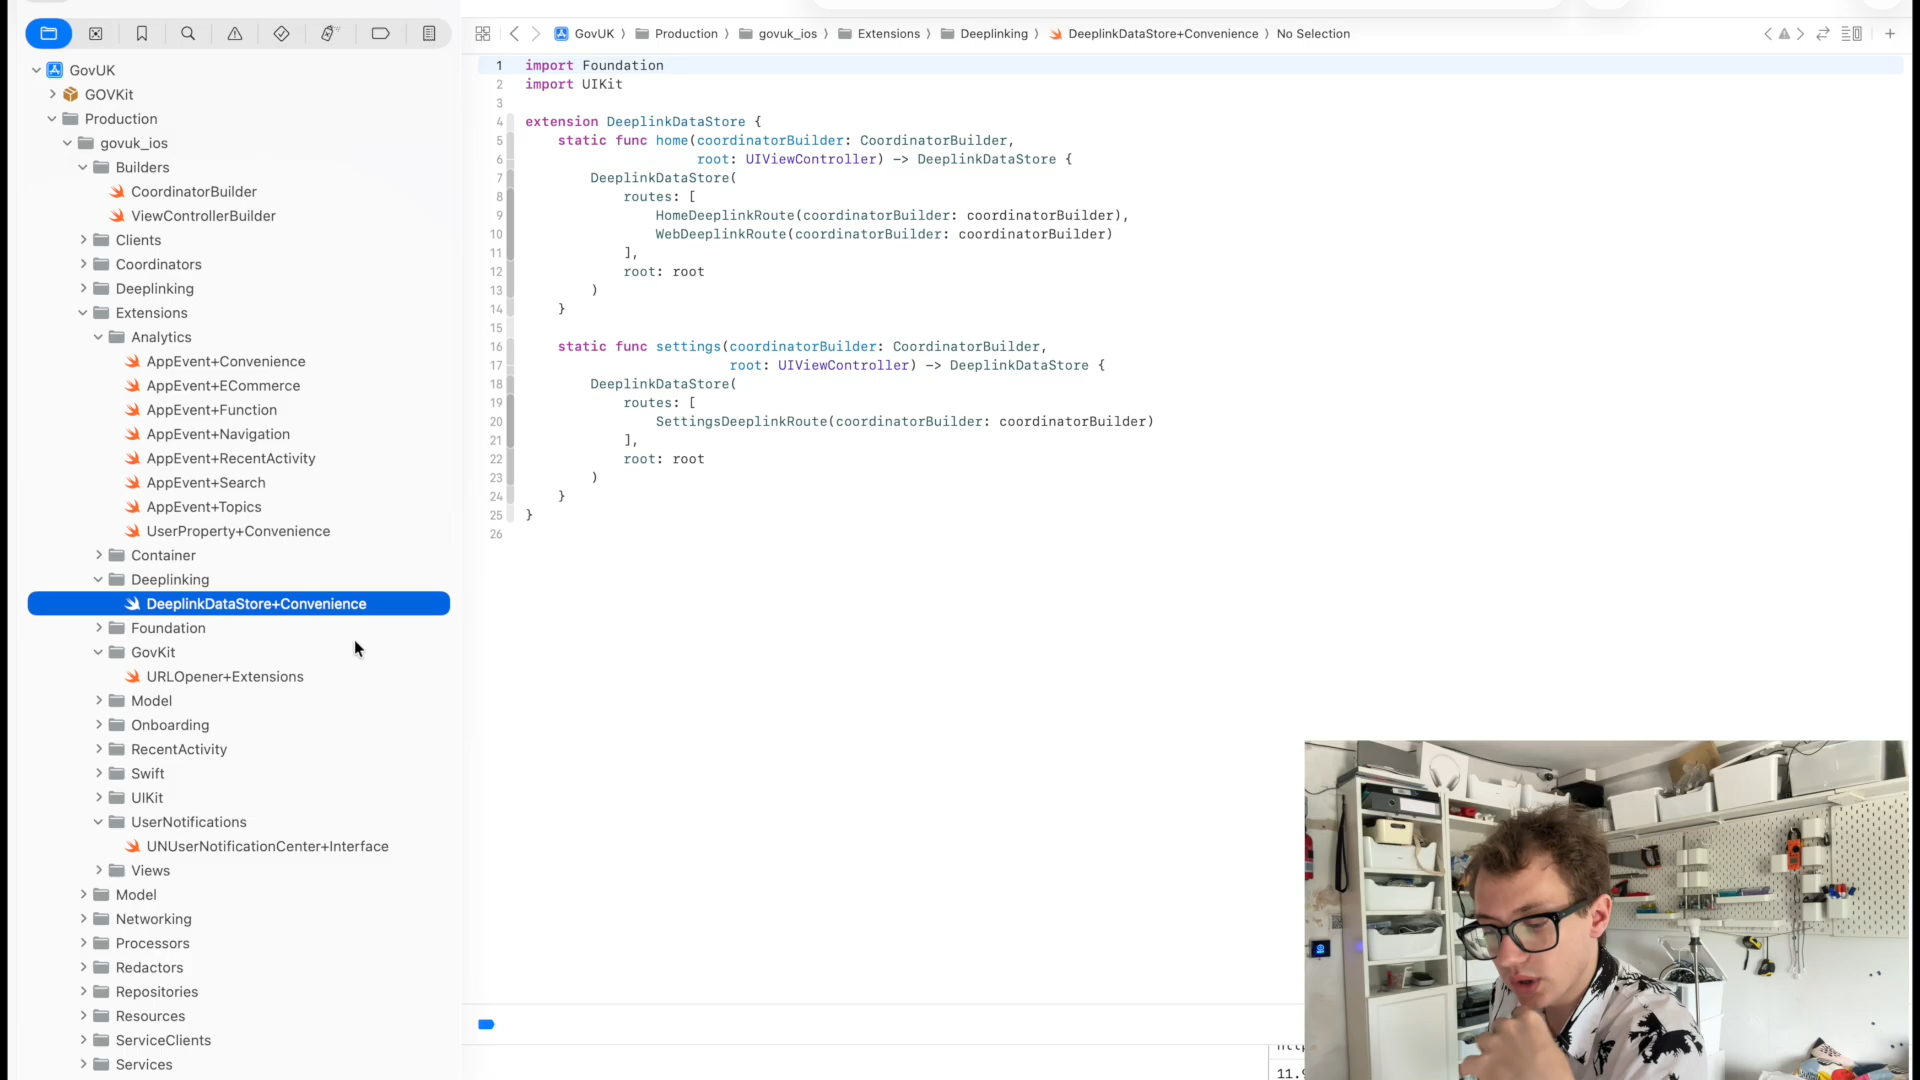 GovUK
GOVKit
Production
govuk_ios
Builders
CoordinatorBuilder
ViewControllerBuilder
Clients
Coordinators
Deeplinking
Extensions
Analytics
AppEvent+Convenience
AppEvent+ECommerce
AppEvent+Function
AppEvent+Navigation
AppEvent+RecentActivity
AppEvent+Search
AppEvent+Topics
UserProperty+Convenience
Container
Deeplinking
DeeplinkDataStore+Convenience
Foundation
GovKit
URLOpener+Extensions
Model
Onboarding
RecentActivity
Swift
UIKit
UserNotifications
UNUserNotificationCenter+Interface
Views
Model
Networking
Processors
Redactors
Repositories
Resources
ServiceClients
Services
GovUK ⟩ Production ⟩ govuk_ios ⟩ Extensions ⟩ Deeplinking ⟩ DeeplinkDataStore+Convenience ⟩ No Selection
1 import Foundation
2 import UIKit
3
4 extension DeeplinkDataStore {
5 static func home(coordinatorBuilder: CoordinatorBuilder,
6 root: UIViewController) -> DeeplinkDataStore {
7 DeeplinkDataStore(
8 routes: [
9 HomeDeeplinkRoute(coordinatorBuilder: coordinatorBuilder),
10 WebDeeplinkRoute(coordinatorBuilder: coordinatorBuilder)
11 ],
12 root: root
13 )
14 }
15
16 static func settings(coordinatorBuilder: CoordinatorBuilder,
17 root: UIViewController) -> DeeplinkDataStore {
18 DeeplinkDataStore(
19 routes: [
20 SettingsDeeplinkRoute(coordinatorBuilder: coordinatorBuilder)
21 ],
22 root: root
23 )
24 }
25 }
26
11.